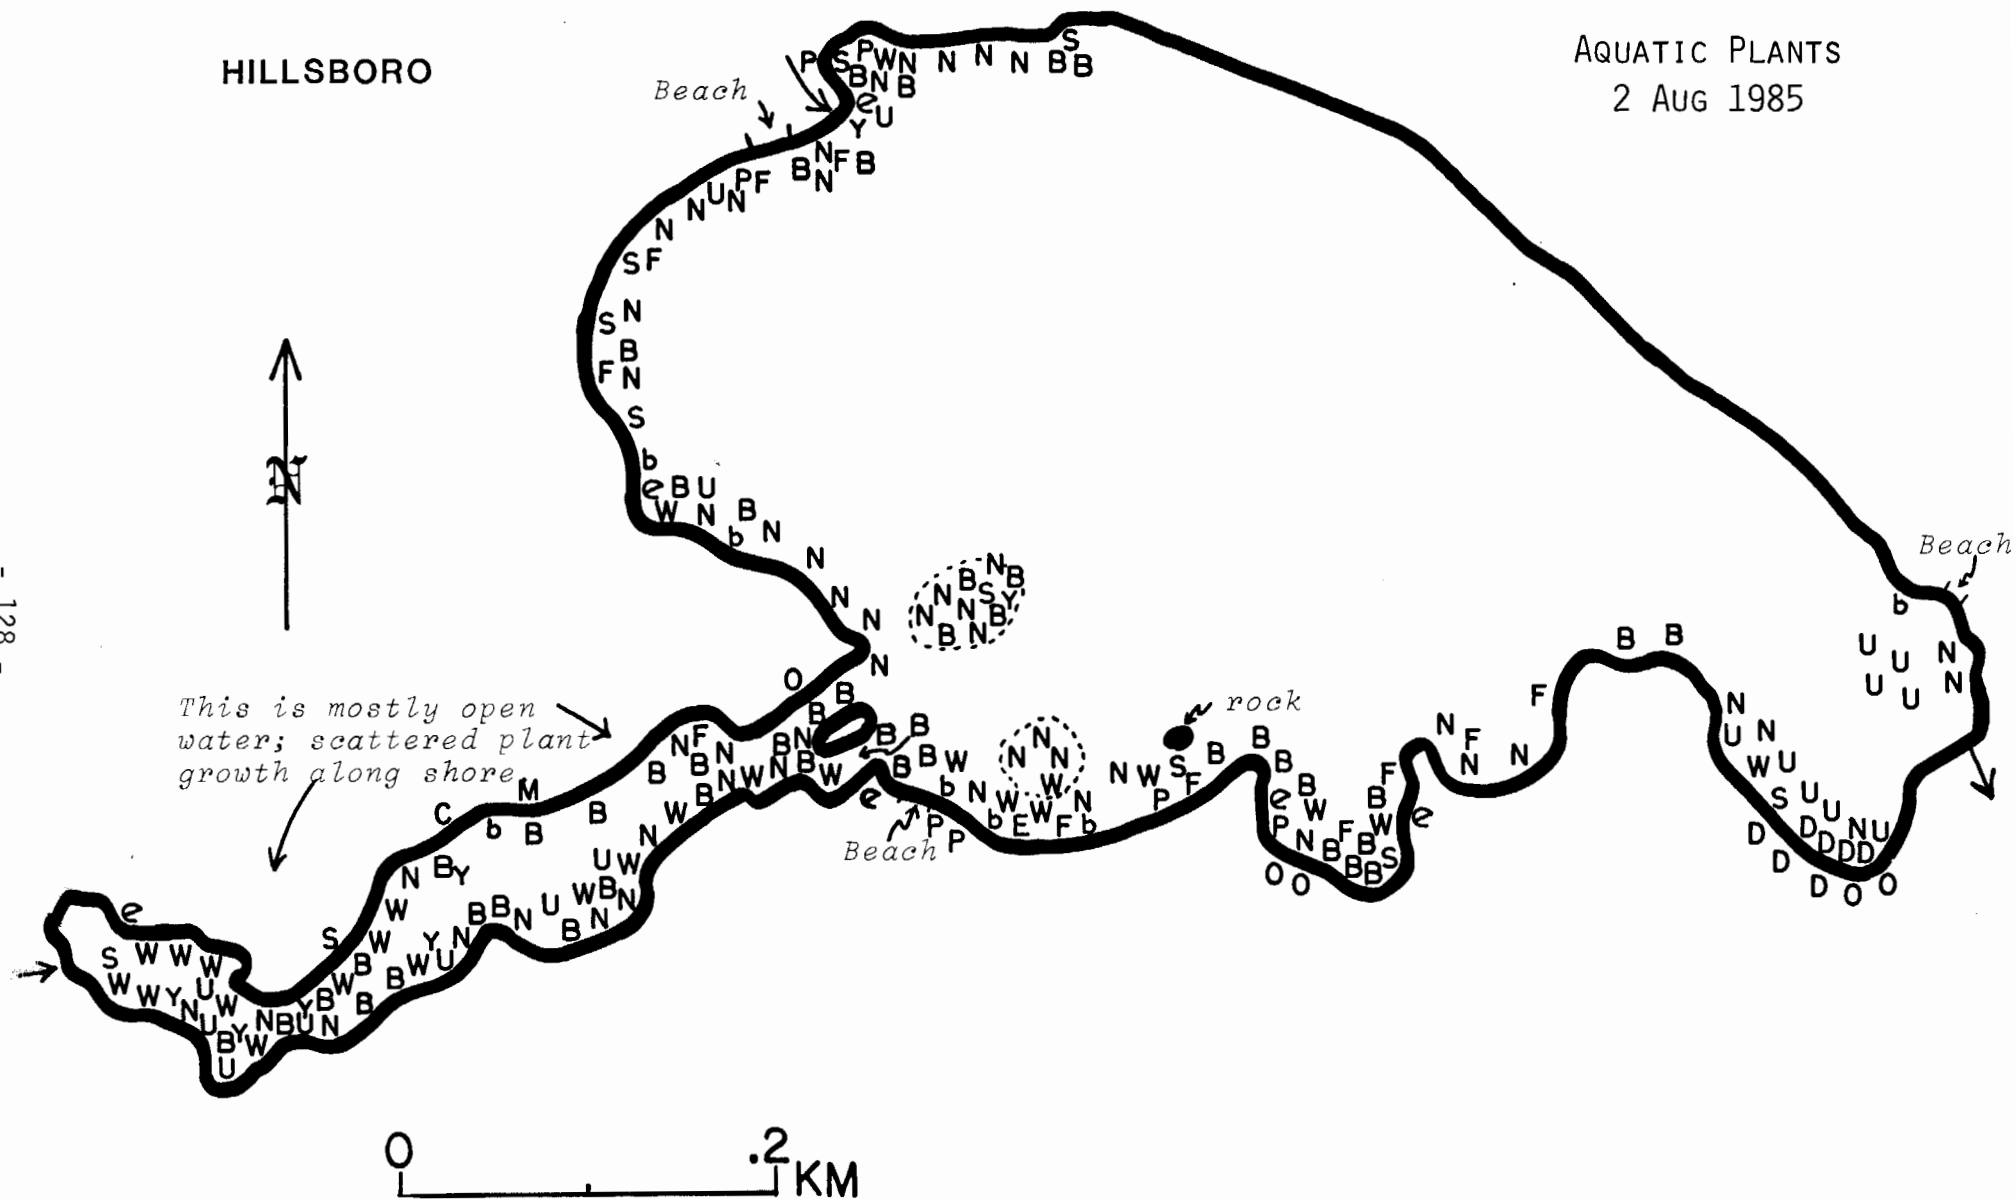 HILLSBORO
AQUATIC PLANTS
2 AUG 1985
Beach
P S P W N N N N B B S
B N B
e U
Y
N F B
B N
P F
N U N
N
S F
S N
B
F N
S
b
e B U
W N B
b N
N
N
N
N
N B
N B S Y
N N B
B N
O
B
B
Beach
b
U U N
U U N
B B
F
N
U N
W U
S U U
D D N U
D D D D
D O O
rock
N F
N N
F
B
W e
S
B B
B
e B
P W
N F B
B B B
O O
N W S B
P F
N N N
W
N W W N
b E F b
B B
B B W
b
P P
Beach
e
This is mostly open
water; scattered plant
growth along shore
N F N B N
B B N W N B W
B
W
N
M
C b B B
U W
N B Y
W B N
W
B B N U B N
S W
Y N
B W U
W B B
e
S W W W
W W Y U W
N
U Y N B U N
B W
U
Y B
N
0 .2 KM
- 128 -